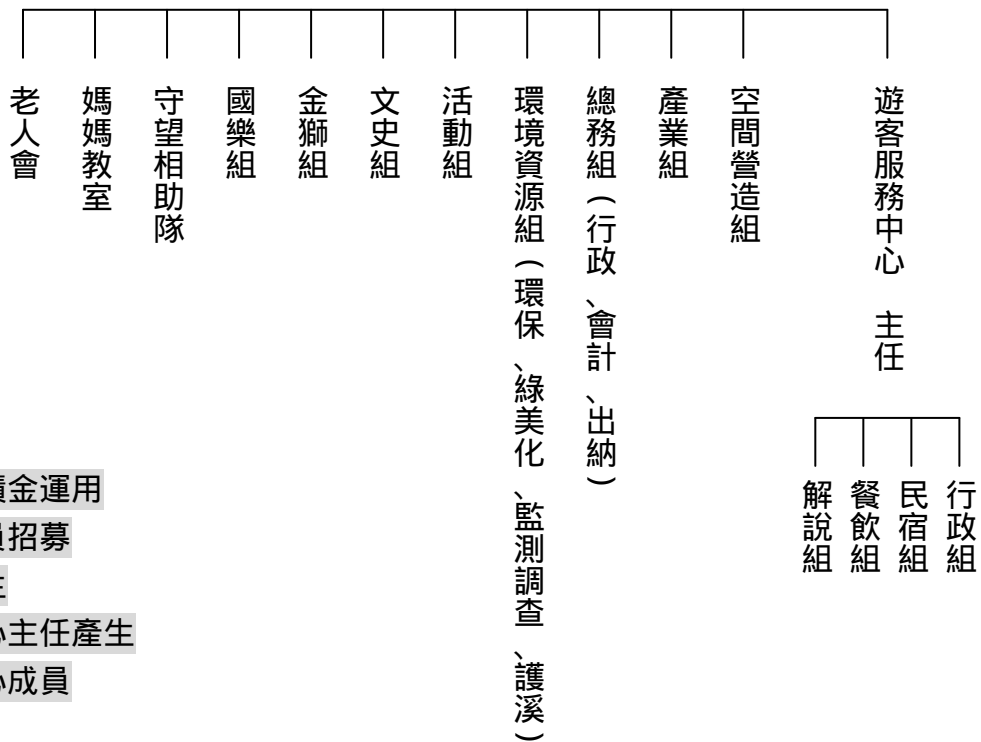 老人會
媽媽教室
守望相助隊
國樂組
金獅組
文史組
活動組
環境資源組(環保、綠美化、監測調查、護溪)
總務組(行政、會計、出納)
產業組
空間營造組
遊客服務中心 主任
解說組
餐飲組
民宿組
行政組
金運用
招募
主任產生
成員